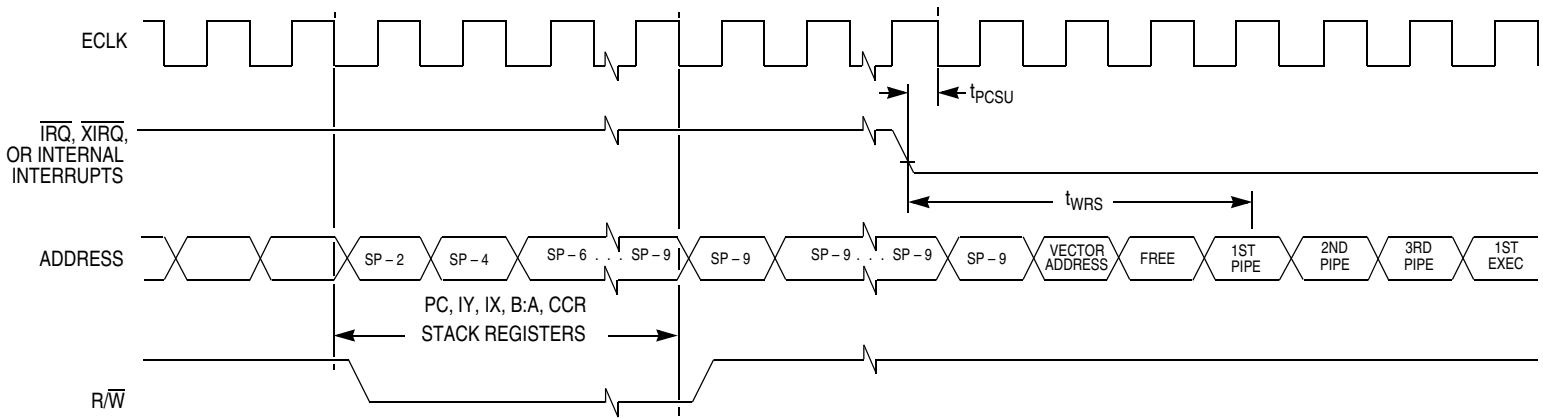 ECLK
tPCSU
IRQ, XIRQ,
OR INTERNAL
INTERRUPTS
tWRS
ADDRESS
SP – 2
SP – 4
SP – 6 . . . SP – 9
SP – 9
SP – 9 . . . SP – 9
SP – 9
VECTOR
ADDRESS
FREE
1ST
PIPE
2ND
PIPE
3RD
PIPE
1ST
EXEC
PC, IY, IX, B:A, CCR
STACK REGISTERS
R/W